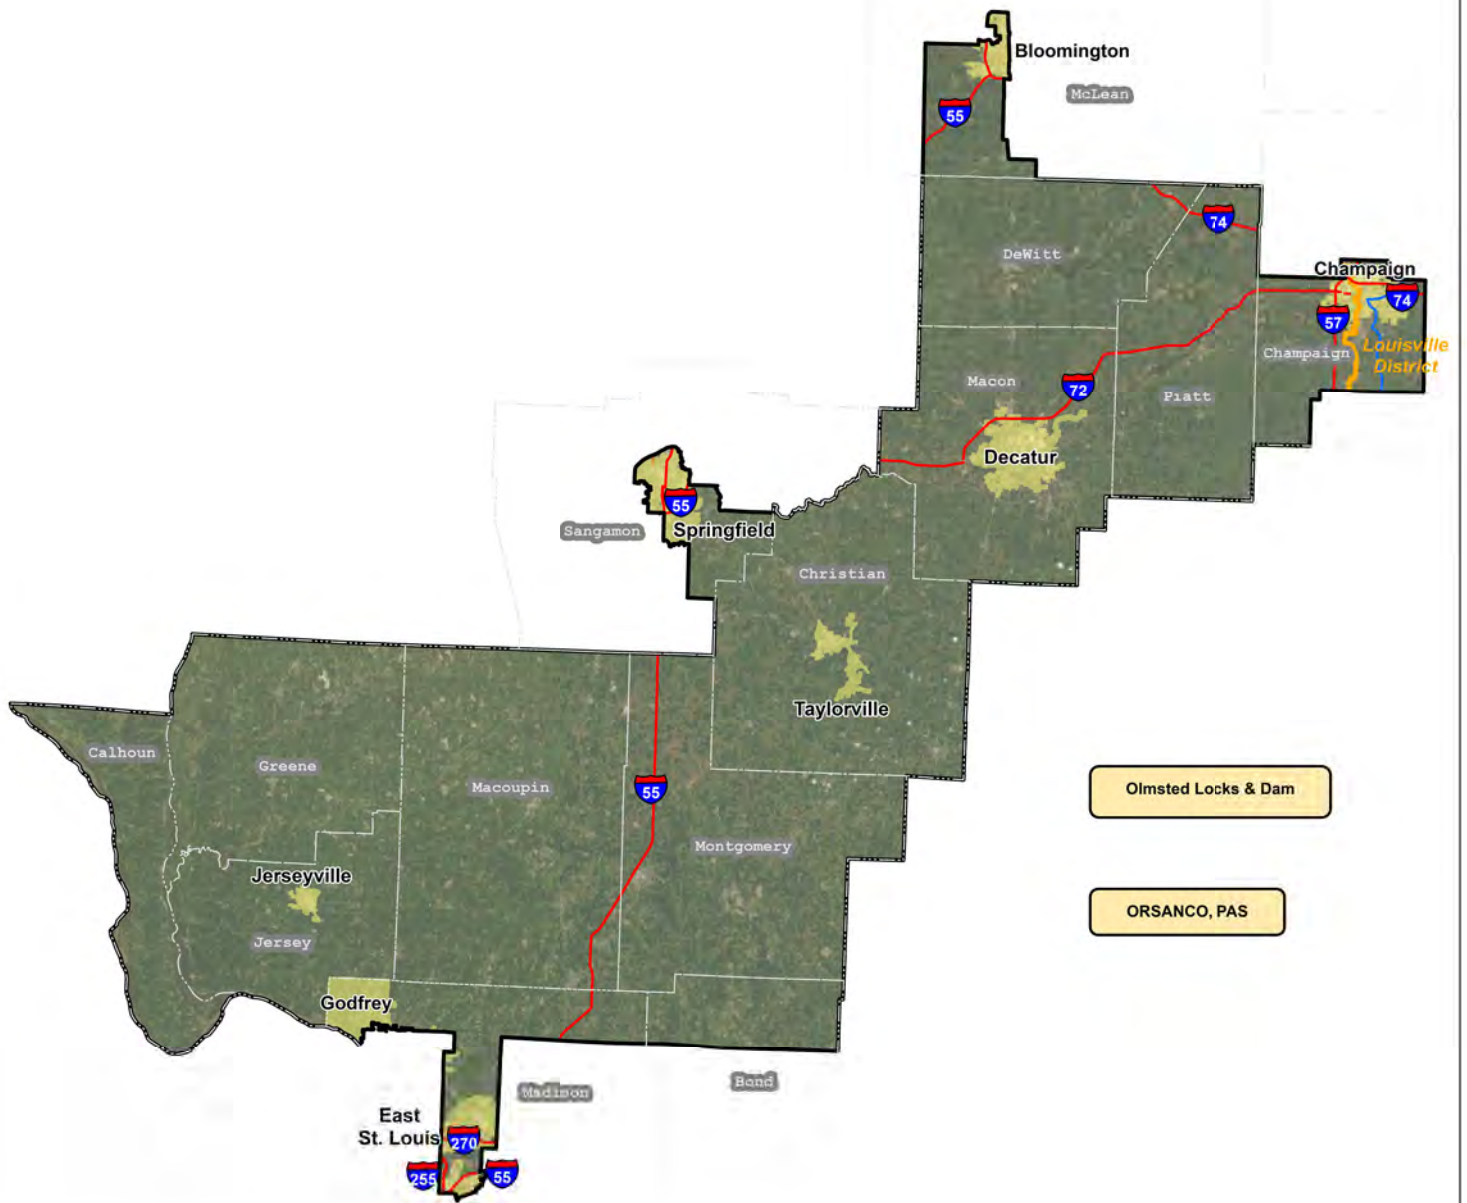 Bloomington
McLean
55
74
DeWitt
Champaign
74
57
Louisville
District
Champaign
Macon
72
Piatt
Decatur
55
Springfield
Sangamon
Christian
Taylorville
Calhoun
Greene
Macoupin
55
Olmsted Locks & Dam
Montgomery
Jerseyville
ORSANCO, PAS
Jersey
Godfrey
Madison
Bond
East
St. Louis
270
255
55